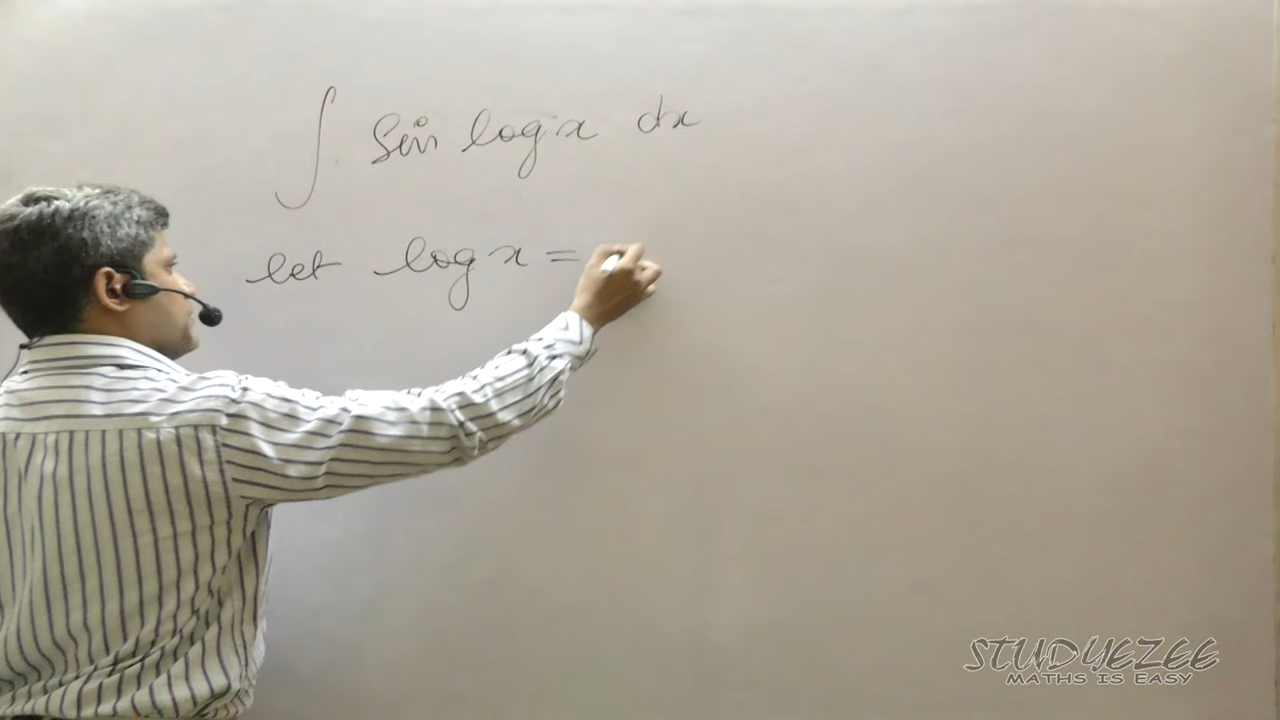 ∫ Sin log x dx
let log x =
STUDYEZEE
MATHS IS EASY